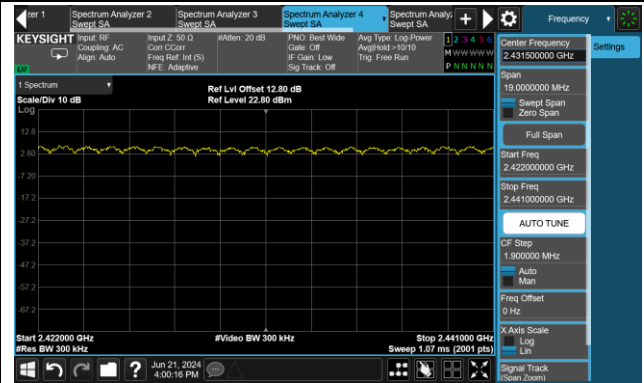 zer 1
Spectrum Analyzer 2
Swept SA
Spectrum Analyzer 3
Swept SA
Spectrum Analyzer 4
Swept SA
Spectrum Analy
Swept SA
Frequency
KEYSIGHT
Input: RF
Coupling: AC
Align: Auto
Input Z: 50 Ω
Corr CCorr
Freq Ref: Int (S)
NFE: Adaptive
#Atten: 20 dB
PNO: Best Wide
Gate: Off
IF Gain: Low
Sig Track: Off
Avg Type: Log-Power
Avg|Hold:>10/10
Trig: Free Run
1 2 3 4 5 6
M W W W W W
P N N N N N
1 Spectrum
Scale/Div 10 dB
Log
Ref Lvl Offset 12.80 dB
Ref Level 22.80 dBm
12.8
2.80
-7.20
-17.2
-27.2
-37.2
-47.2
-57.2
-67.2
Start 2.422000 GHz
#Res BW 300 kHz
#Video BW 300 kHz
Stop 2.441000 GHz
Sweep 1.07 ms (2001 pts)
Jun 21, 2024
4:00:16 PM
Center Frequency
2.431500000 GHz
Settings
Span
19.0000000 MHz
Swept Span
Zero Span
Full Span
Start Freq
2.422000000 GHz
Stop Freq
2.441000000 GHz
AUTO TUNE
CF Step
1.900000 MHz
Auto
Man
Freq Offset
0 Hz
X Axis Scale
Log
Lin
Signal Track
(Span Zoom)